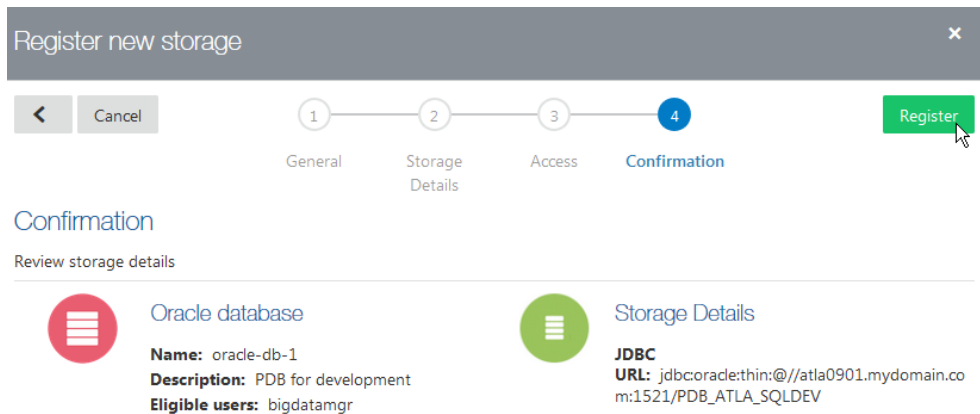 Register new storage
×
Cancel
1
2
3
4
Register
General
Storage
Details
Access
Confirmation
Confirmation
Review storage details
Oracle database
Name: oracle-db-1
Description: PDB for development
Eligible users: bigdatamgr
Storage Details
JDBC
URL: jdbc:oracle:thin:@//atla0901.mydomain.co
m:1521/PDB_ATLA_SQLDEV